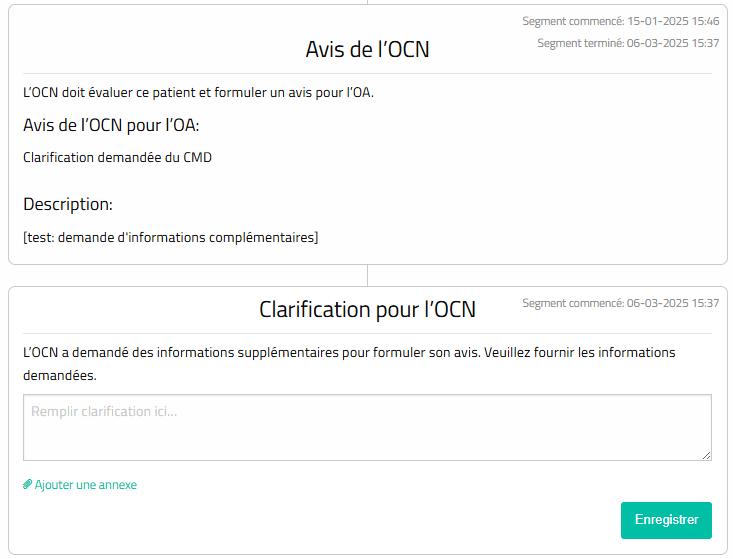 Segment commencé: 15-01-2025 15:46
Avis de l’OCN
Segment terminé: 06-03-2025 15:37
L’OCN doit évaluer ce patient et formuler un avis pour l’OA.
Avis de l’OCN pour l’OA:
Clarification demandée du CMD
Description:
[test: demande d'informations complémentaires]
Segment commencé: 06-03-2025 15:37
Clarification pour l’OCN
L’OCN a demandé des informations supplémentaires pour formuler son avis. Veuillez fournir les informations
demandées.
Remplir clarification ici...
Ajouter une annexe
Enregistrer